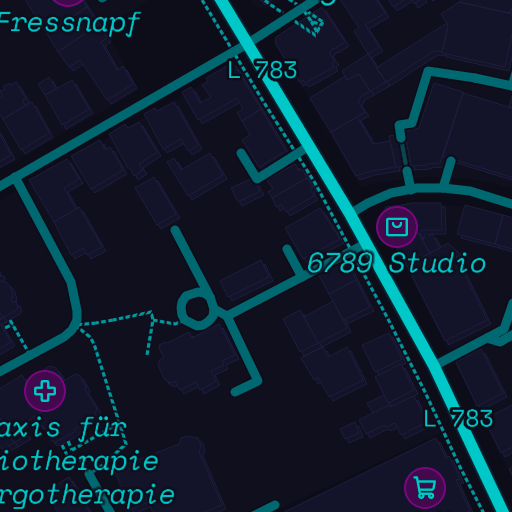 Fressnapf
L 783
6789 Studio
L 783
axis für
iotherapie
rgotherapie